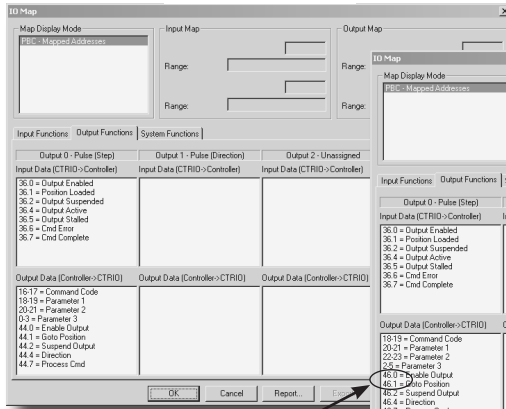 IO Map
Map Display Mode
PBC - Mapped Addresses
Input Map
Range:
Range:
Output Map
Range:
Range:
Input Functions
Output Functions
System Functions
Output 0 - Pulse (Step)
Output 1 - Pulse (Direction)
Output 2 - Unassigned
Input Data (CTRIO->Controller)
Input Data (CTRIO->Controller)
Input Data (CTRIO->Controller)
36.0 = Output Enabled
36.1 = Position Loaded
36.2 = Output Suspended
36.4 = Output Active
36.5 = Output Stalled
36.6 = Cmd Error
36.7 = Cmd Complete
Output Data (Controller->CTRIO)
Output Data (Controller->CTRIO)
Output Data (Controller->CTRIO)
16-17 = Command Code
18-19 = Parameter 1
20-21 = Parameter 2
0-3 = Parameter 3
44.0 = Enable Output
44.1 = Goto Position
44.2 = Suspend Output
44.4 = Direction
44.7 = Process Cmd
OK
Cancel
Report...
IO Map
Map Display Mode
PBC - Mapped Addresses
Input Functions
Output Functions
Output 0 - Pulse (Step)
Input Data (CTRIO->Controller)
36.0 = Output Enabled
36.1 = Position Loaded
36.2 = Output Suspended
36.4 = Output Active
36.5 = Output Stalled
36.6 = Cmd Error
36.7 = Cmd Complete
Output Data (Controller->CTRIO)
18-19 = Command Code
20-21 = Parameter 1
22-23 = Parameter 2
2-5 = Parameter 3
46.0 = Enable Output
46.1 = Goto Position
46.2 = Suspend Output
46.4 = Direction